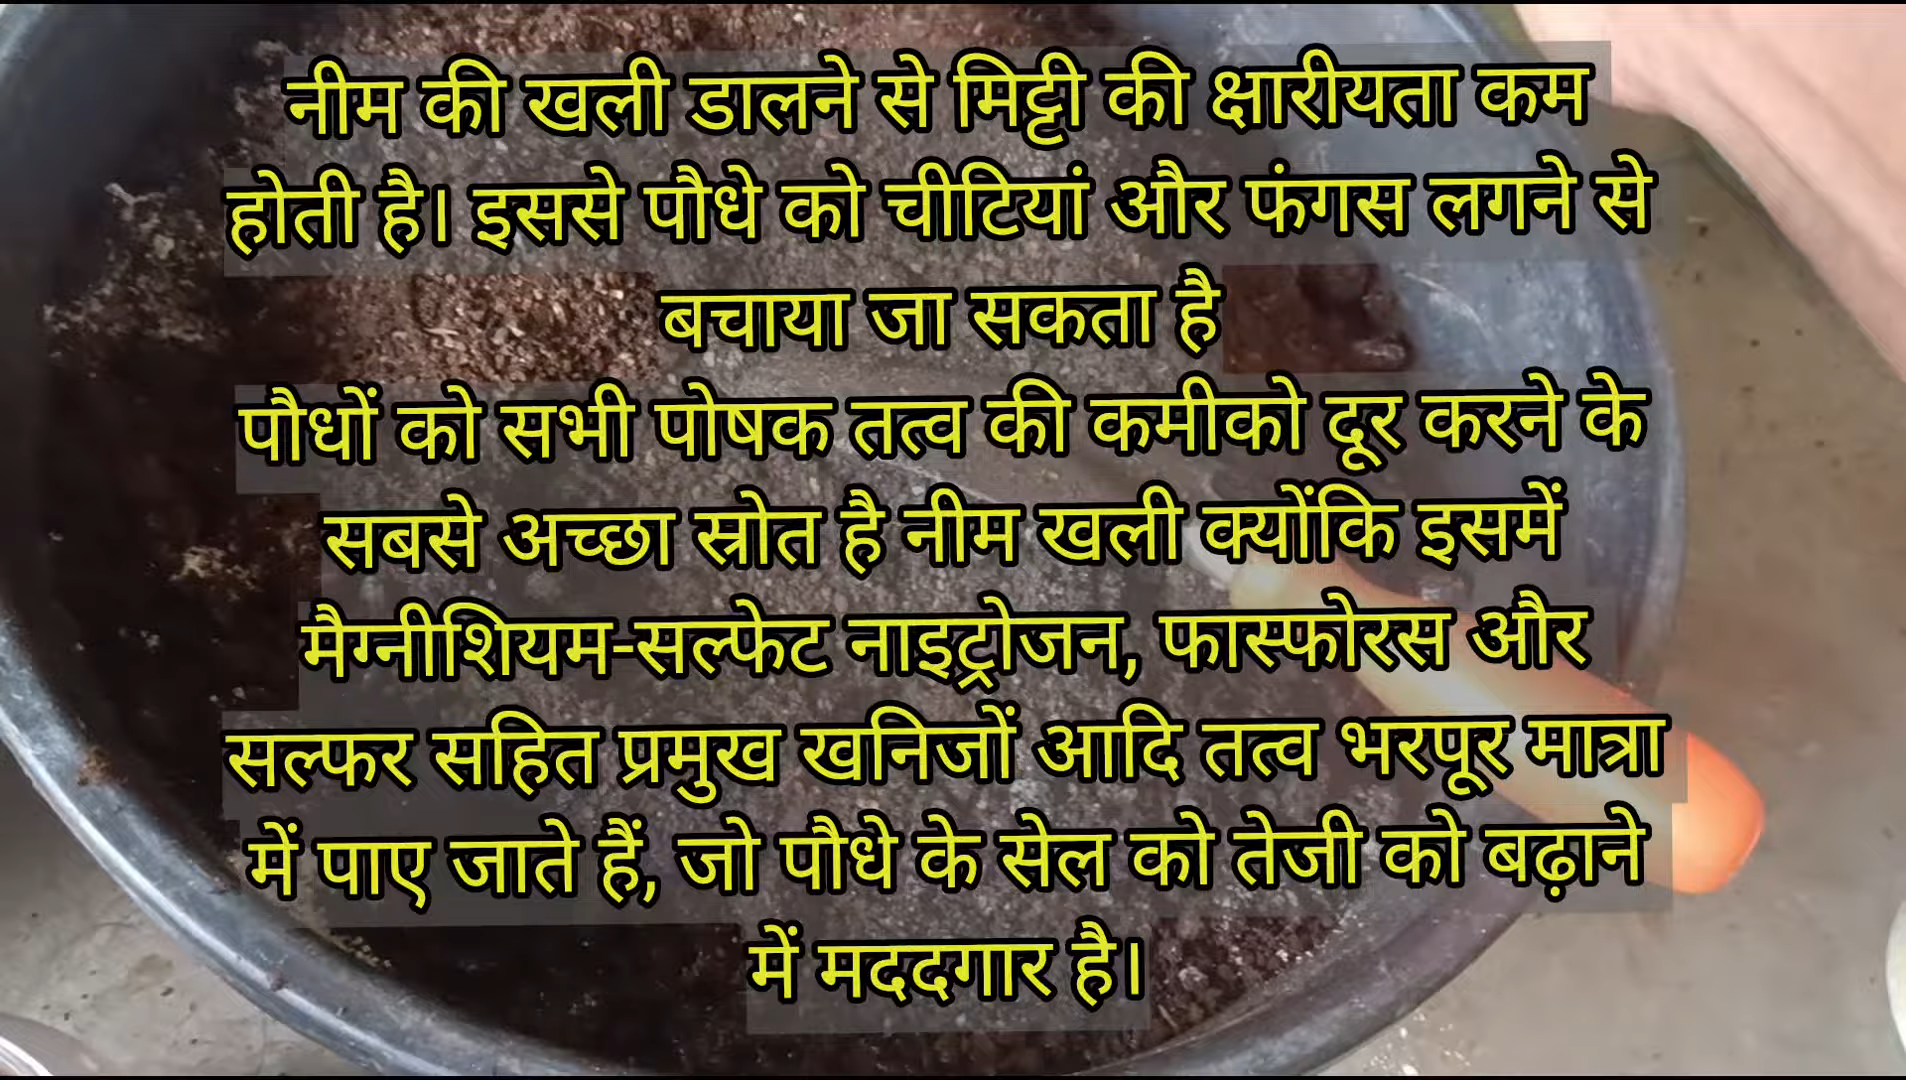 नीम की खली डालने से मिट्टी की क्षारीयता कम
होती है। इससे पौधे को चीटियां और फंगस लगने से
बचाया जा सकता है
पौधों को सभी पोषक तत्व की कमीको दूर करने के
सबसे अच्छा स्रोत है नीम खली क्योंकि इसमें
मैग्नीशियम-सल्फेट नाइट्रोजन, फास्फोरस और
सल्फर सहित प्रमुख खनिजों आदि तत्व भरपूर मात्रा
में पाए जाते हैं, जो पौधे के सेल को तेजी को बढ़ाने
में मददगार है।